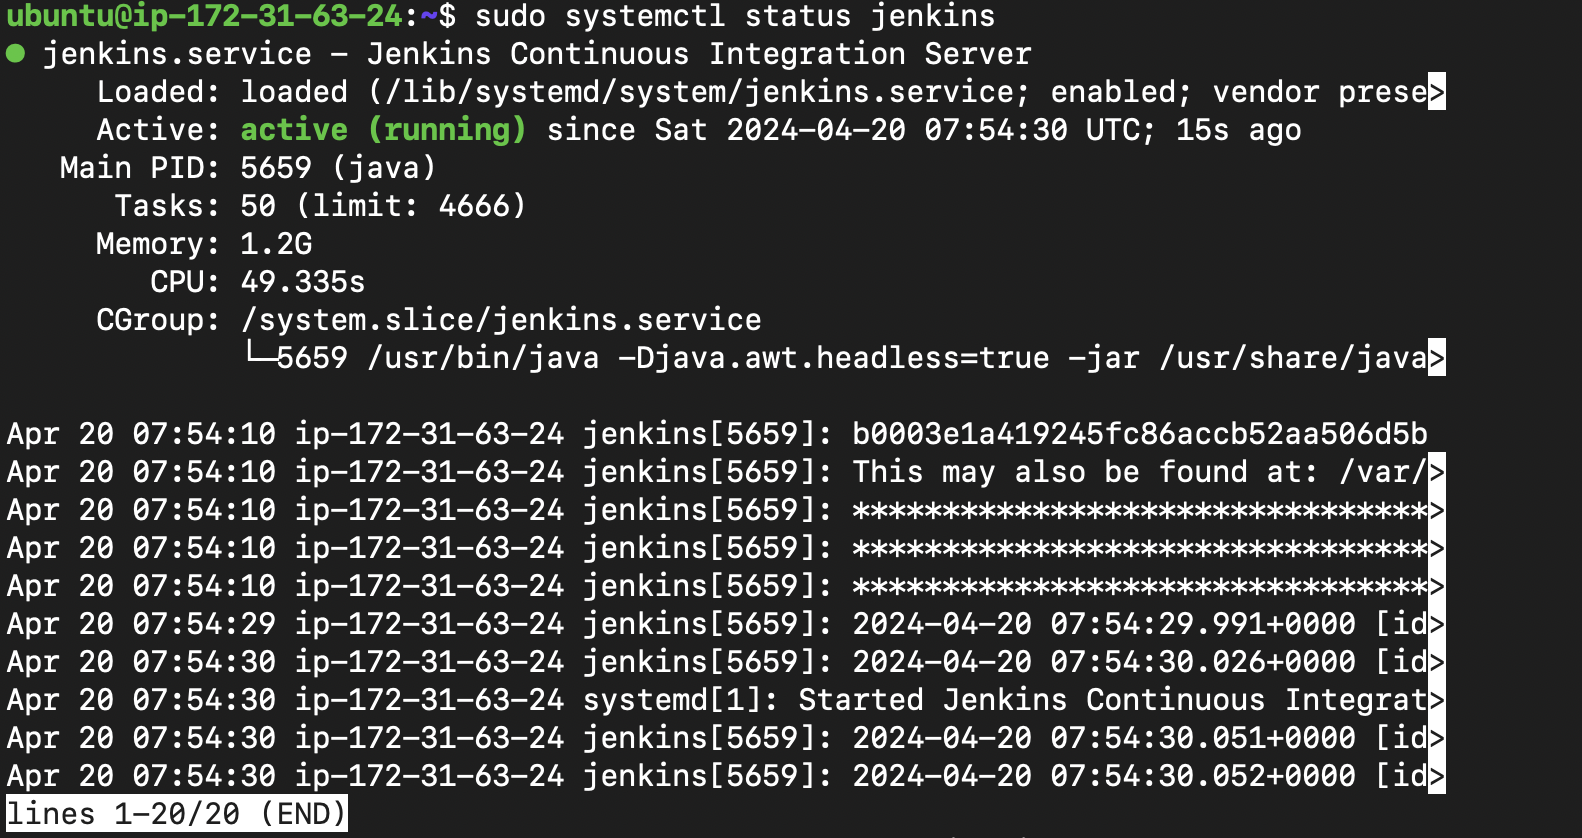 ubuntu@ip-172-31-63-24:~$ sudo systemctl status jenkins
● jenkins.service - Jenkins Continuous Integration Server
     Loaded: loaded (/lib/systemd/system/jenkins.service; enabled; vendor prese>
     Active: active (running) since Sat 2024-04-20 07:54:30 UTC; 15s ago
   Main PID: 5659 (java)
      Tasks: 50 (limit: 4666)
     Memory: 1.2G
        CPU: 49.335s
     CGroup: /system.slice/jenkins.service
             └─5659 /usr/bin/java -Djava.awt.headless=true -jar /usr/share/java>

Apr 20 07:54:10 ip-172-31-63-24 jenkins[5659]: b0003e1a419245fc86accb52aa506d5b
Apr 20 07:54:10 ip-172-31-63-24 jenkins[5659]: This may also be found at: /var/>
Apr 20 07:54:10 ip-172-31-63-24 jenkins[5659]: ********************************>
Apr 20 07:54:10 ip-172-31-63-24 jenkins[5659]: ********************************>
Apr 20 07:54:10 ip-172-31-63-24 jenkins[5659]: ********************************>
Apr 20 07:54:29 ip-172-31-63-24 jenkins[5659]: 2024-04-20 07:54:29.991+0000 [id>
Apr 20 07:54:30 ip-172-31-63-24 jenkins[5659]: 2024-04-20 07:54:30.026+0000 [id>
Apr 20 07:54:30 ip-172-31-63-24 systemd[1]: Started Jenkins Continuous Integrat>
Apr 20 07:54:30 ip-172-31-63-24 jenkins[5659]: 2024-04-20 07:54:30.051+0000 [id>
Apr 20 07:54:30 ip-172-31-63-24 jenkins[5659]: 2024-04-20 07:54:30.052+0000 [id>
lines 1-20/20 (END)